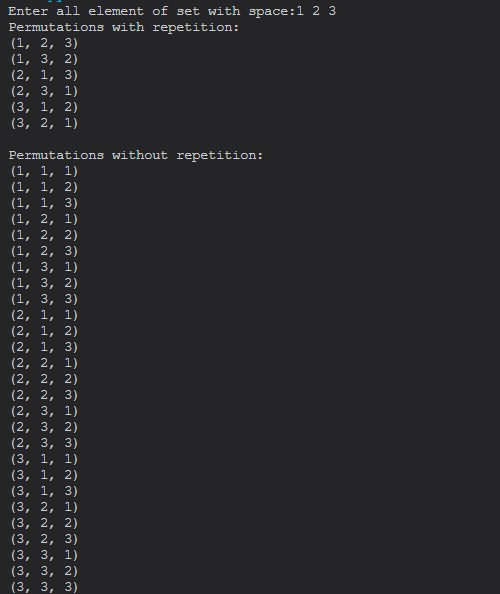 Enter all element of set with space:1 2 3
Permutations with repetition:
(1, 2, 3)
(1, 3, 2)
(2, 1, 3)
(2, 3, 1)
(3, 1, 2)
(3, 2, 1)
Permutations without repetition:
(1, 1, 1)
(1, 1, 2)
(1, 1, 3)
(1, 2, 1)
(1, 2, 2)
(1, 2, 3)
(1, 3, 1)
(1, 3, 2)
(1, 3, 3)
(2, 1, 1)
(2, 1, 2)
(2, 1, 3)
(2, 2, 1)
(2, 2, 2)
(2, 2, 3)
(2, 3, 1)
(2, 3, 2)
(2, 3, 3)
(3, 1, 1)
(3, 1, 2)
(3, 1, 3)
(3, 2, 1)
(3, 2, 2)
(3, 2, 3)
(3, 3, 1)
(3, 3, 2)
(3, 3, 3)